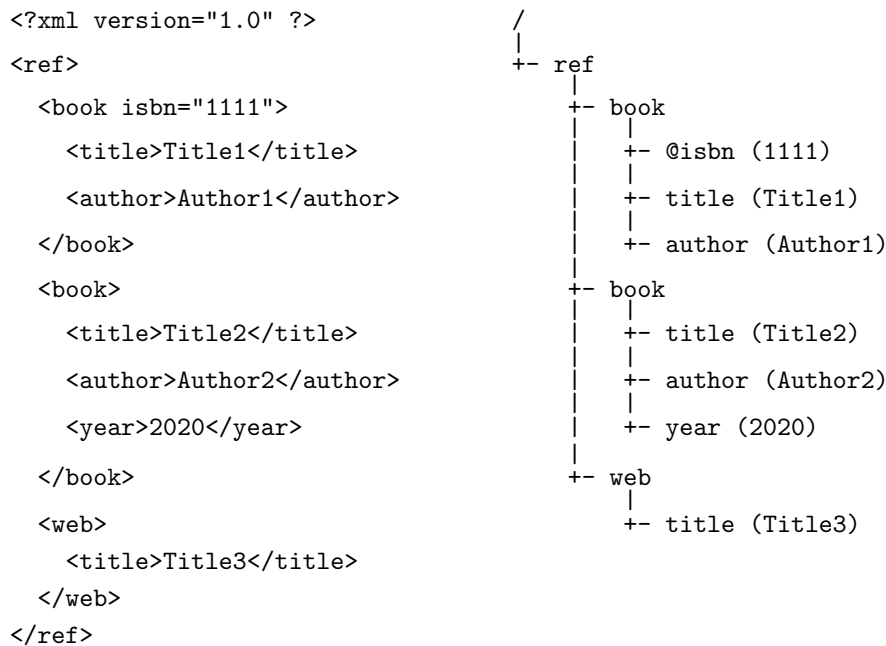 <?xml version="1.0" ?>
<ref>
  <book isbn="1111">
    <title>Title1</title>
    <author>Author1</author>
  </book>
  <book>
    <title>Title2</title>
    <author>Author2</author>
    <year>2020</year>
  </book>
  <web>
    <title>Title3</title>
  </web>
</ref>
/
|
+- ref
   |
   +- book
   |  |
   |  +- @isbn (1111)
   |  |
   |  +- title (Title1)
   |  |
   |  +- author (Author1)
   |
   +- book
   |  |
   |  +- title (Title2)
   |  |
   |  +- author (Author2)
   |  |
   |  +- year (2020)
   |
   +- web
      |
      +- title (Title3)